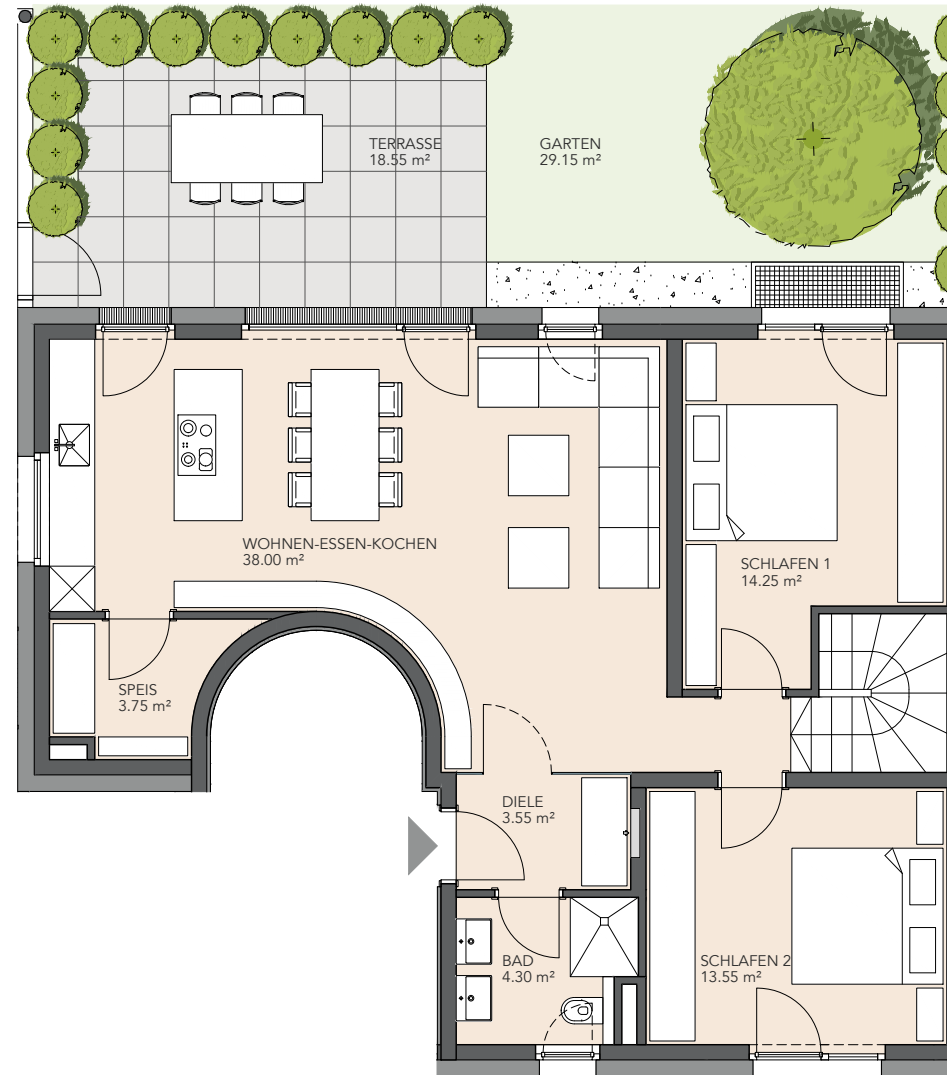 TERRASSE
18.55 m²
GARTEN
29.15 m²
WOHNEN-ESSEN-KOCHEN
38.00 m²
SCHLAFEN 1
14.25 m²
SPEIS
3.75 m²
DIELE
3.55 m²
BAD
4.30 m²
SCHLAFEN 2
13.55 m²